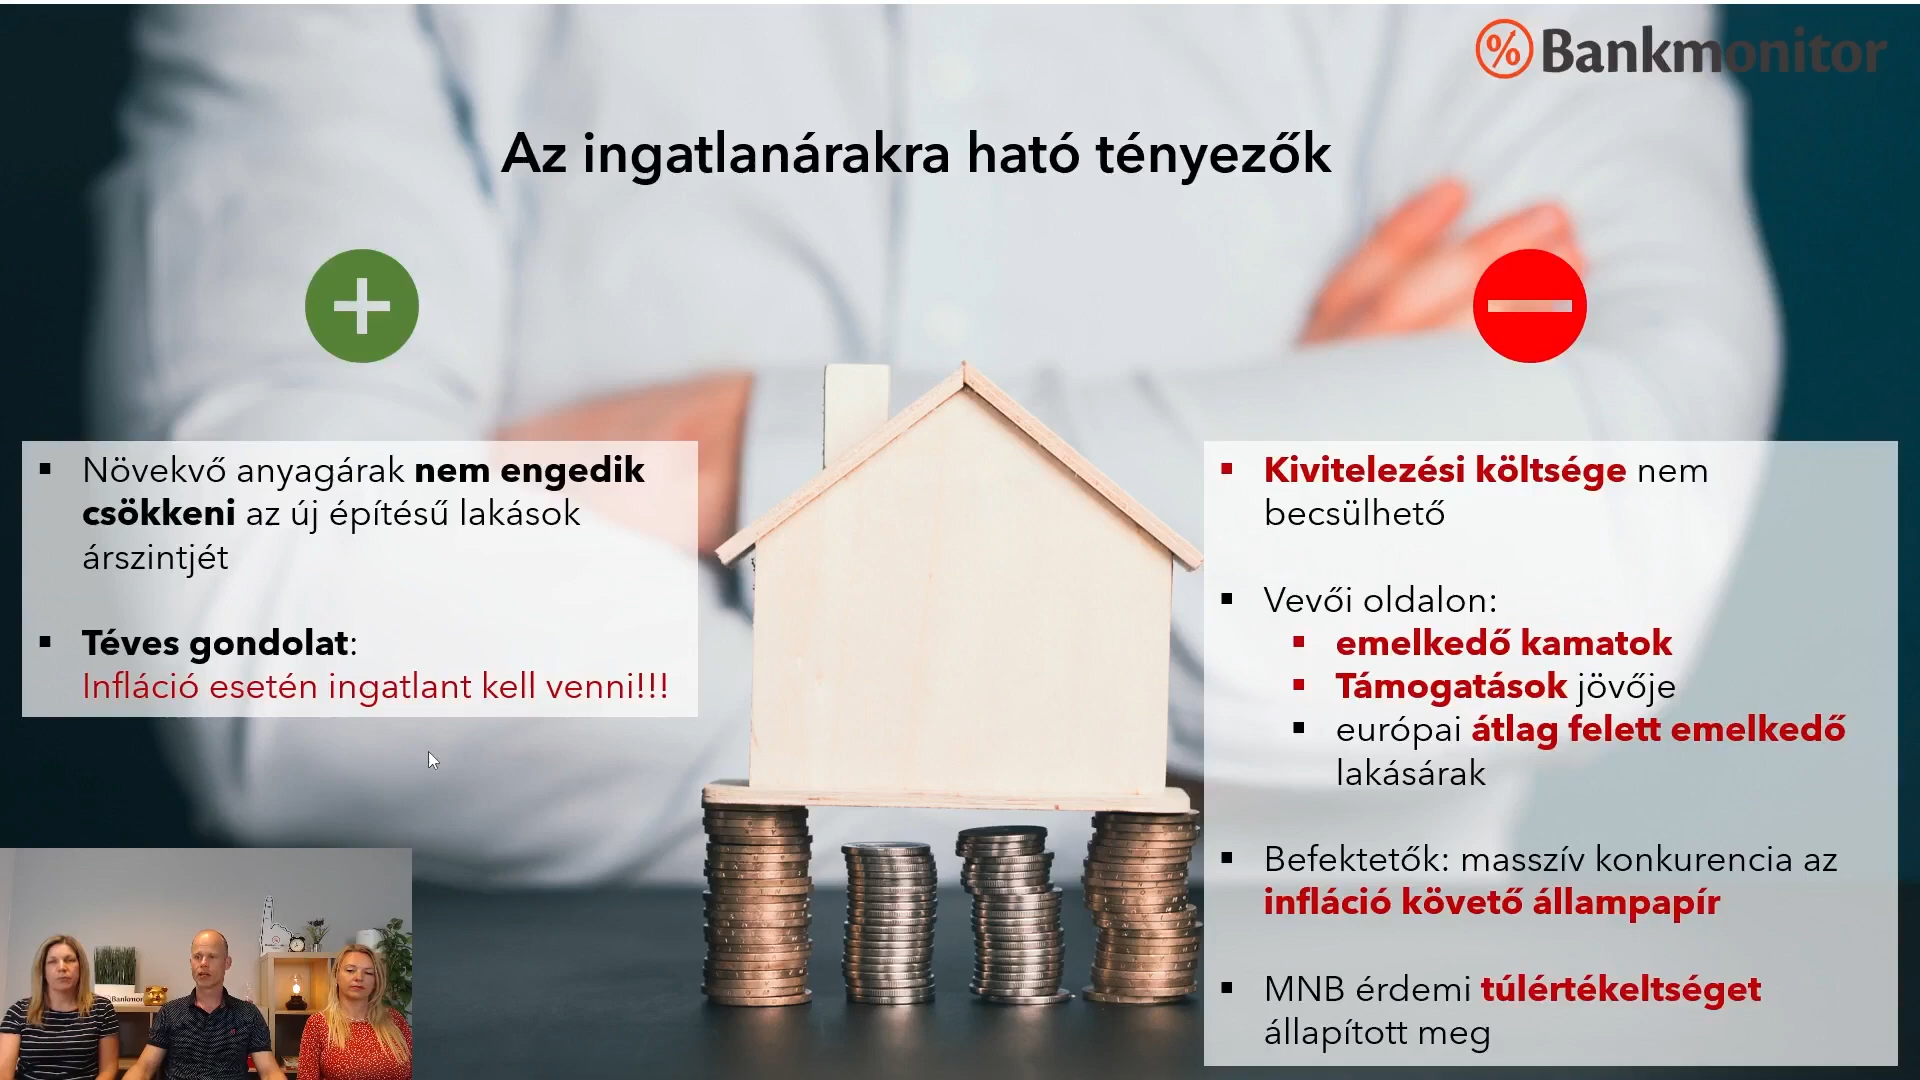 % Bankmonitor
Az ingatlanárakra ható tényezők
▪ Növekvő anyagárak nem engedik
csökkeni az új építésű lakások
árszintjét
▪ Téves gondolat:
Infláció esetén ingatlant kell venni!!!
▪ Kivitelezési költsége nem
becsülhető
▪ Vevői oldalon:
▪ emelkedő kamatok
▪ Támogatások jövője
▪ európai átlag felett emelkedő
lakásárak
▪ Befektetők: masszív konkurencia az
infláció követő állampapír
▪ MNB érdemi túlértékeltséget
állapított meg